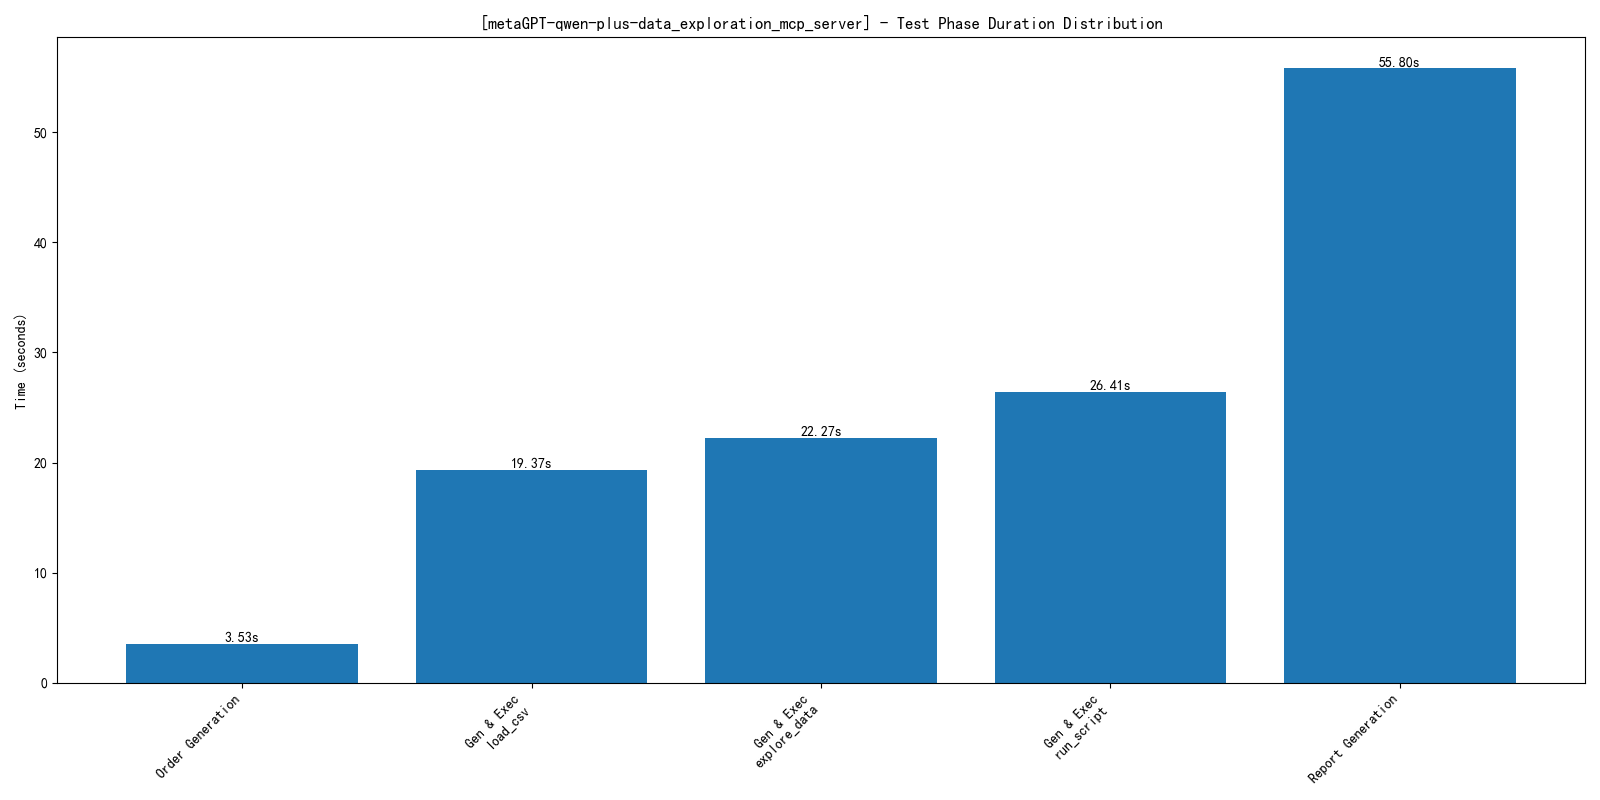 [metaGPT-qwen-plus-data_exploration_mcp_server] - Test Phase Duration Distribution
Time (seconds)
50
40
30
20
10
0
3.53s
19.37s
22.27s
26.41s
55.80s
Order Generation
Gen & Exec
load_csv
Gen & Exec
explore_data
Gen & Exec
run_script
Report Generation